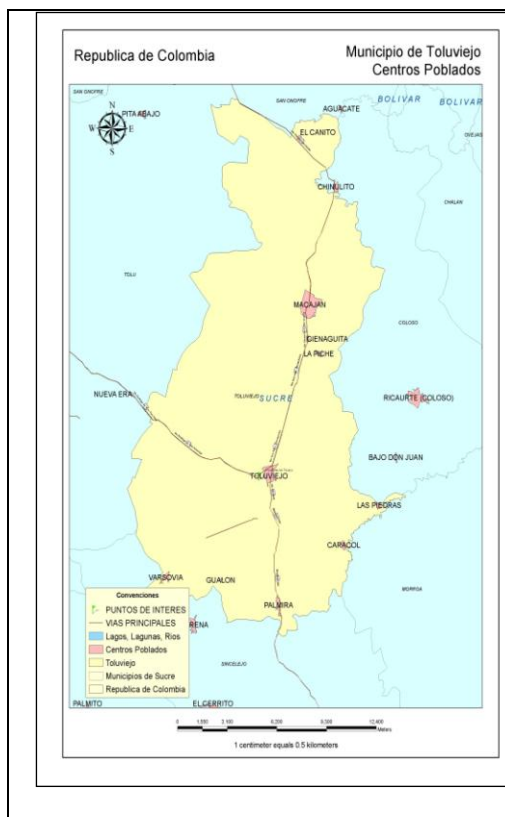 Republica de Colombia
Municipio de Toluviejo
Centros Poblados
SAN ONOFRE
SAN ONOFRE
BOLIVAR
BOLIVAR
AGUACATE
PITA ABAJO
N
W
E
S
EL CANITO
OVEJAS
CHINULITO
CHALAN
TOLU
MACAJAN
COLOSO
CIENAGUITA
LA PICHE
NUEVA ERA
TOLUVIEJO
SUCRE
RICAURTE (COLOSO)
BAJO DON JUAN
TOLUVIEJO
LAS PIEDRAS
CARACOL
VARSOVIA
GUALON
MORROA
PALMIRA
Convenciones
PUNTOS DE INTERES
VIAS PRINCIPALES
Lagos, Lagunas, Rios
Centros Poblados
Toluviejo
Municipios de Sucre
Republica de Colombia
RENA
SINCELEJO
PALMITO
EL CERRITO
Meters
1 centimeter equals 0.5 kilometers